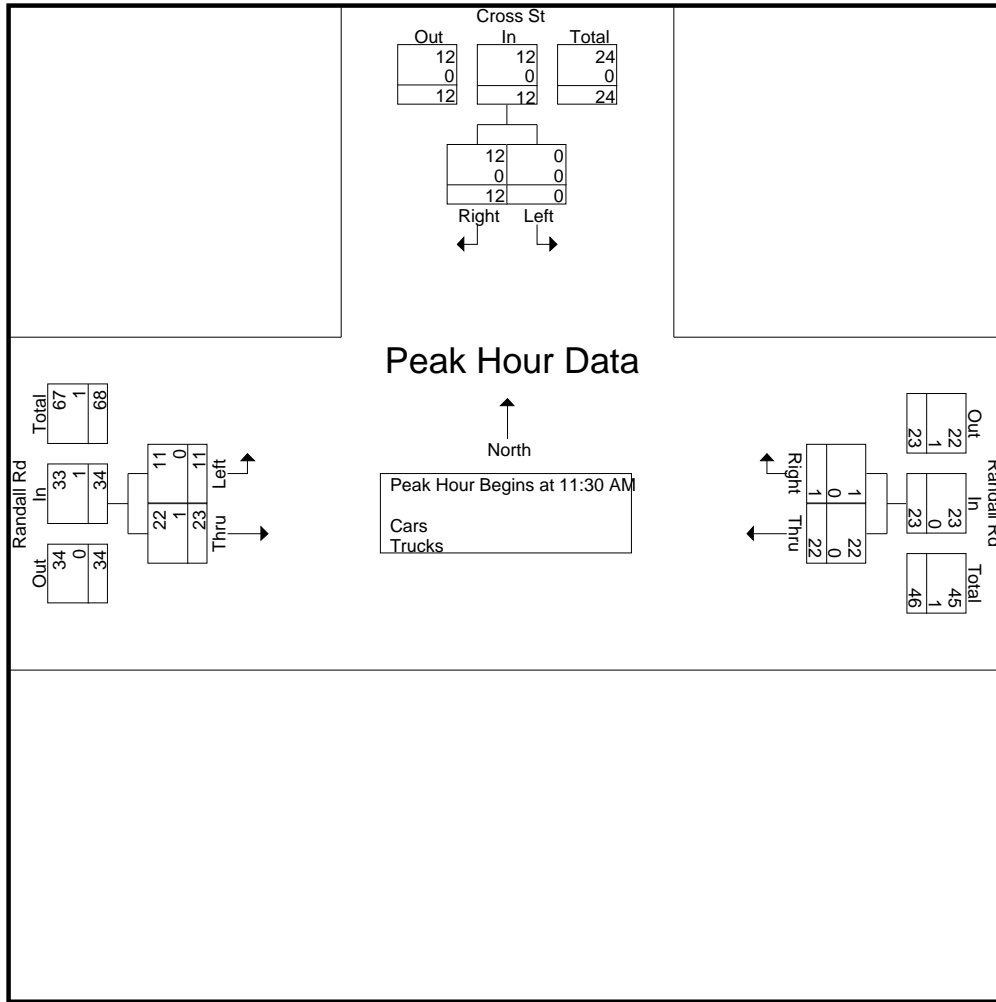 Cross St
Out In Total
12 12 24
0 0 0
12 12 24
12 0
0 0
12 0
Right Left
Peak Hour Data
North
Peak Hour Begins at 11:30 AM
Cars
Trucks
Randall Rd
Out In Total
34 33 67
0 1 1
34 34 68
Thru Left
22 11
1 0
23 11
Randall Rd
Out In Total
22 23 45
1 0 1
23 23 46
Right Thru
1 22
0 0
1 22